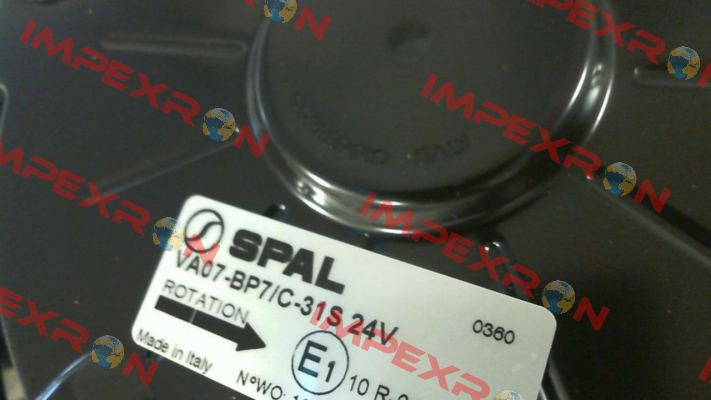 SPAL
VA07-BP7/C-31S 24V
0360
ROTATION
Made in Italy
E1
10 R-
N°WO:
IMPEXRON
IMPEXRON
IMPEXRON
IMPEXRON
IMPEXRON
IMPEXRON
IMPEXRON
IMPEXRON
IMPEXRON